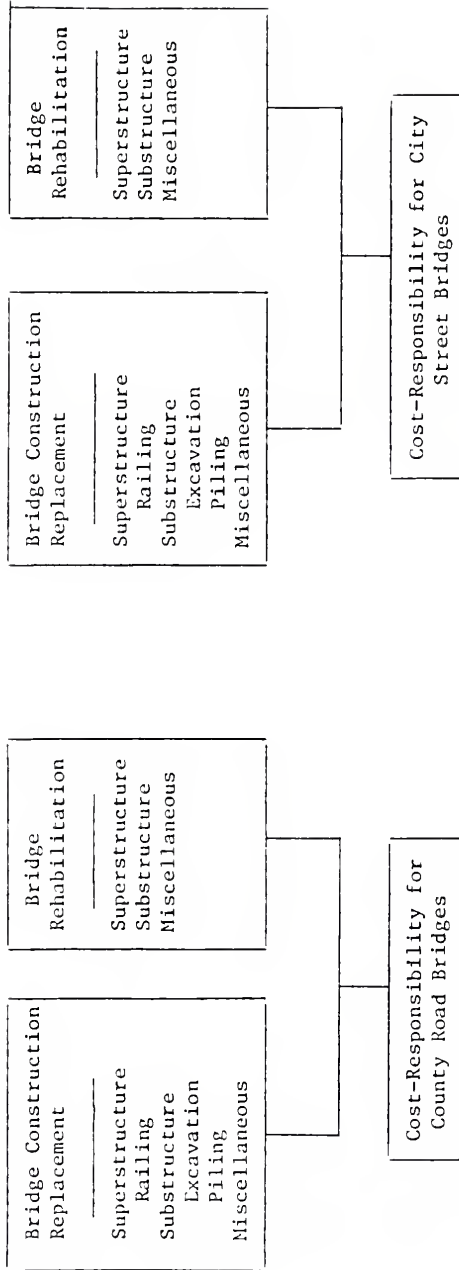 Bridge Construction
Replacement
Superstructure
Railing
Substructure
Excavation
Piling
Miscellaneous
Bridge
Rehabilitation
Superstructure
Substructure
Miscellaneous
Cost-Responsibility for
County Road Bridges
Bridge Construction
Replacement
Superstructure
Railing
Substructure
Excavation
Piling
Miscellaneous
Bridge
Rehabilitation
Superstructure
Substructure
Miscellaneous
Cost-Responsibility for City
Street Bridges